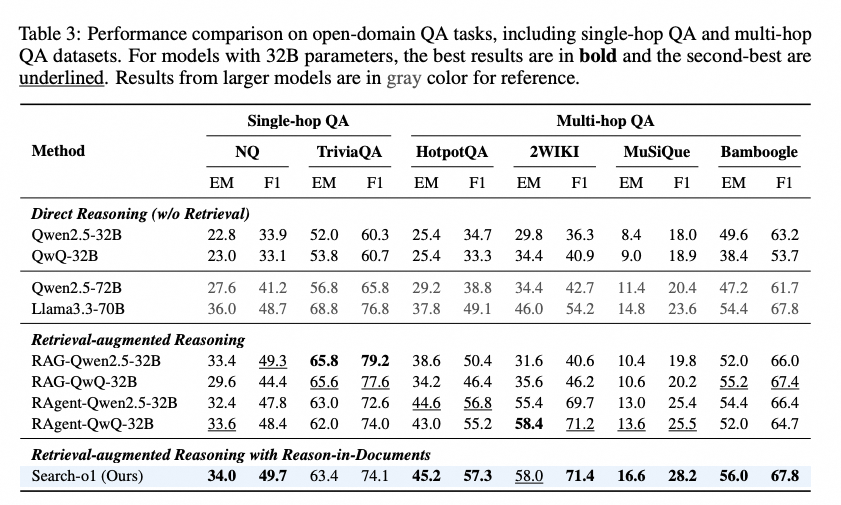 Table 3: Performance comparison on open-domain QA tasks, including single-hop QA and multi-hop
QA datasets. For models with 32B parameters, the best results are in bold and the second-best are
underlined. Results from larger models are in gray color for reference.
Single-hop QA Multi-hop QA
Method NQ TriviaQA HotpotQA 2WIKI MuSiQue Bamboogle
EM F1 EM F1 EM F1 EM F1 EM F1 EM F1
Direct Reasoning (w/o Retrieval)
Qwen2.5-32B 22.8 33.9 52.0 60.3 25.4 34.7 29.8 36.3 8.4 18.0 49.6 63.2
QwQ-32B 23.0 33.1 53.8 60.7 25.4 33.3 34.4 40.9 9.0 18.9 38.4 53.7
Qwen2.5-72B 27.6 41.2 56.8 65.8 29.2 38.8 34.4 42.7 11.4 20.4 47.2 61.7
Llama3.3-70B 36.0 48.7 68.8 76.8 37.8 49.1 46.0 54.2 14.8 23.6 54.4 67.8
Retrieval-augmented Reasoning
RAG-Qwen2.5-32B 33.4 49.3 65.8 79.2 38.6 50.4 31.6 40.6 10.4 19.8 52.0 66.0
RAG-QwQ-32B 29.6 44.4 65.6 77.6 34.2 46.4 35.6 46.2 10.6 20.2 55.2 67.4
RAgent-Qwen2.5-32B 32.4 47.8 63.0 72.6 44.6 56.8 55.4 69.7 13.0 25.4 54.4 66.4
RAgent-QwQ-32B 33.6 48.4 62.0 74.0 43.0 55.2 58.4 71.2 13.6 25.5 52.0 64.7
Retrieval-augmented Reasoning with Reason-in-Documents
Search-o1 (Ours) 34.0 49.7 63.4 74.1 45.2 57.3 58.0 71.4 16.6 28.2 56.0 67.8